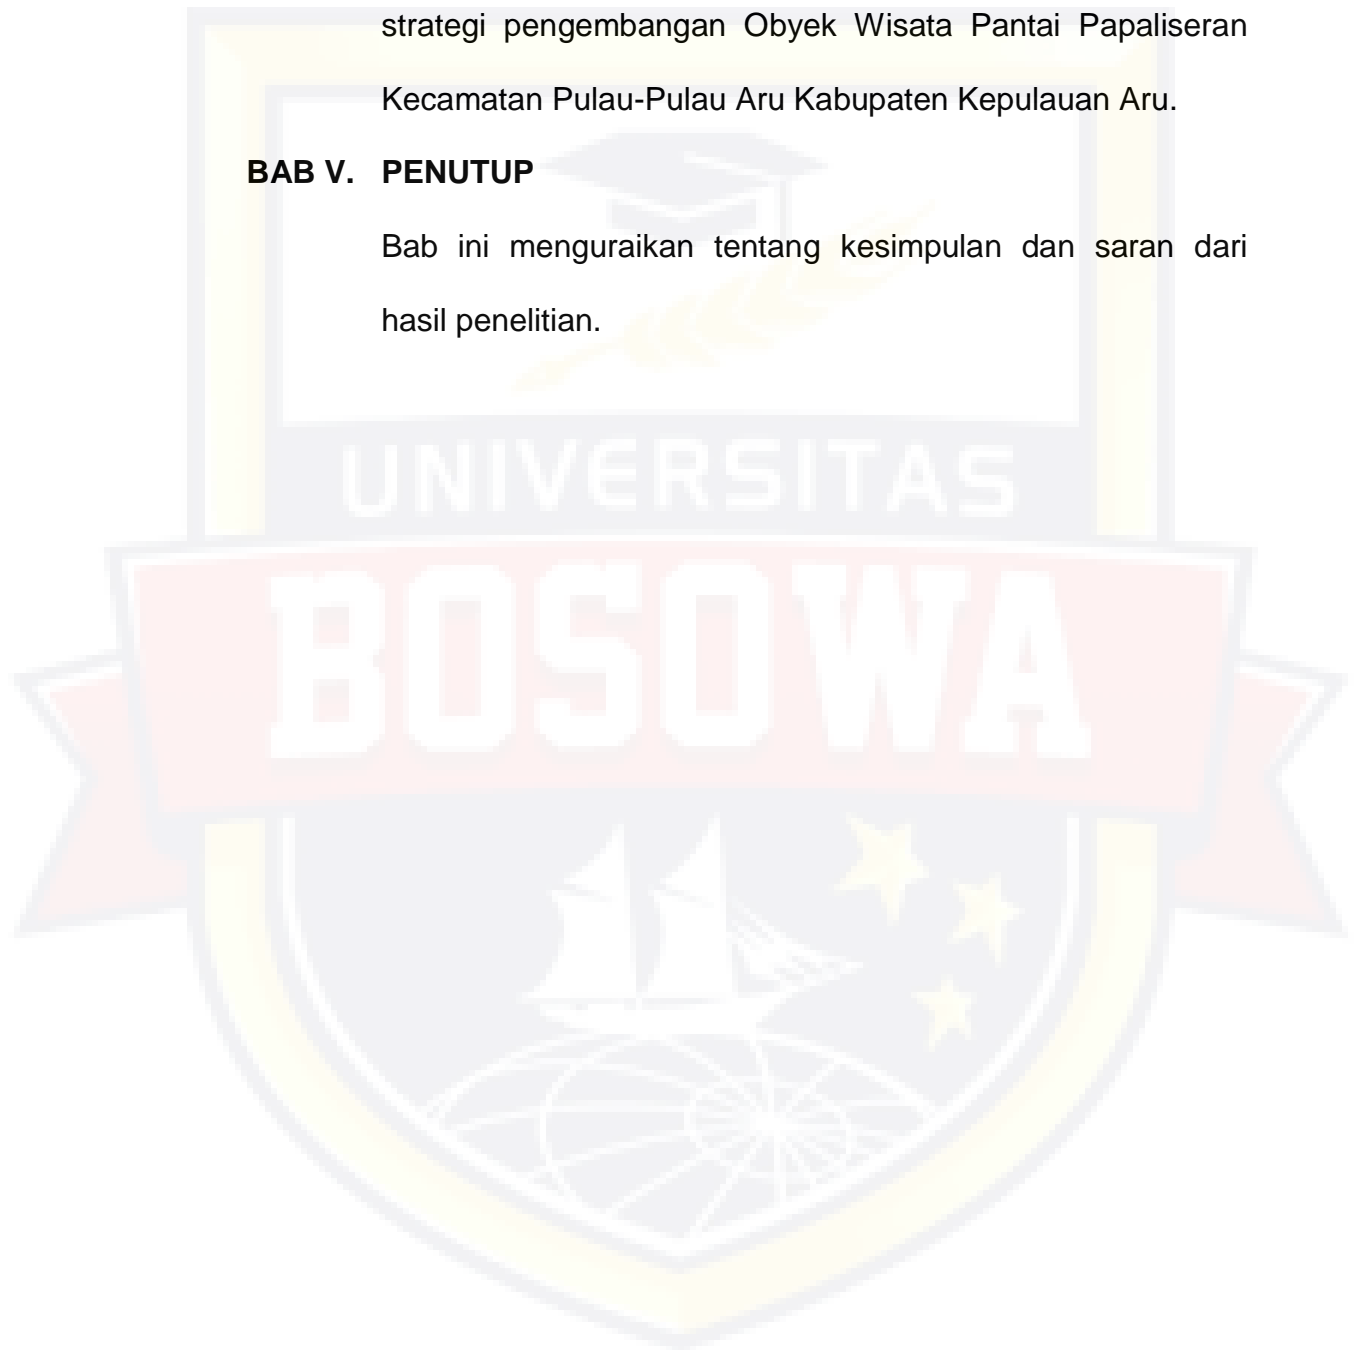 strategi pengembangan Obyek Wisata Pantai Papaliseran
Kecamatan Pulau-Pulau Aru Kabupaten Kepulauan Aru.
BAB V. PENUTUP
Bab ini menguraikan tentang kesimpulan dan saran dari
hasil penelitian.
UNIVERSITAS
BOSOWA